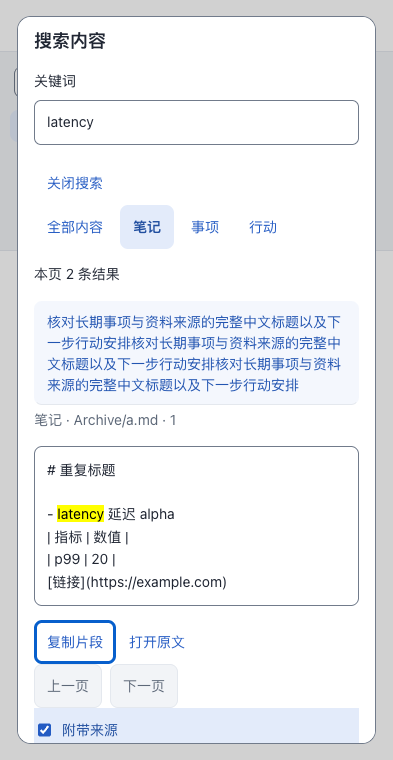 搜索内容
关键词
latency
关闭搜索
全部内容 笔记 事项 行动
本页 2 条结果
核对长期事项与资料来源的完整中文标题以及下
一步行动安排核对长期事项与资料来源的完整中
文标题以及下一步行动安排核对长期事项与资料
来源的完整中文标题以及下一步行动安排
笔记 · Archive/a.md · 1
# 重复标题
- latency 延迟 alpha
| 指标 | 数值 |
| p99 | 20 |
[链接](https://example.com)
复制片段 打开原文
上一页 下一页
附带来源